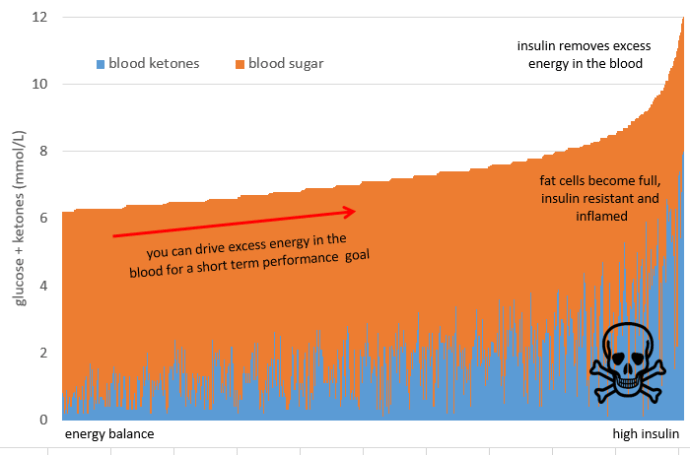 12
insulin removes excess
energy in the blood
blood ketones
blood sugar
10
8
fat cells become full,
insulin resistant and
inflamed
6
you can drive excess energy in the
blood for a short term performance goal
glucose + ketones (mmol/L)
4
2
0
energy balance
high insulin